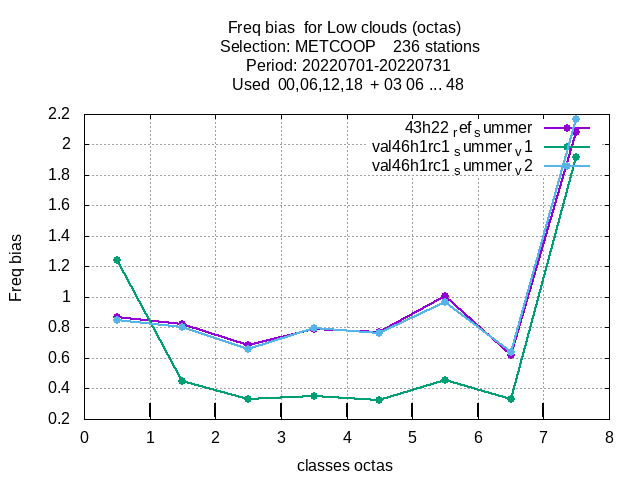 Freq bias  for Low clouds (octas)
Selection: METCOOP    236 stations
Period: 20220701-20220731
Used  00,06,12,18  + 03 06 ... 48
43h22 ref summer
val46h1rc1 summer v1
val46h1rc1 summer v2
2.2
2
1.8
1.6
1.4
1.2
1
0.8
0.6
0.4
0.2
Freq bias
0 1 2 3 4 5 6 7 8
classes octas